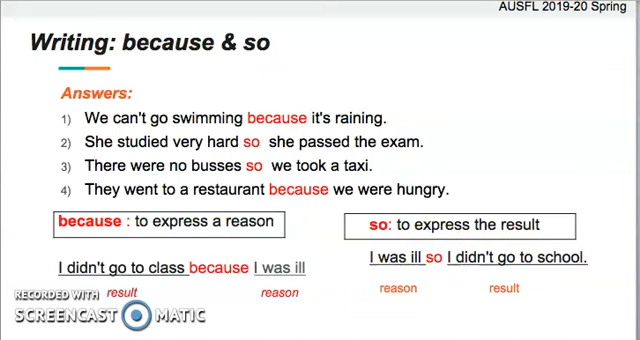 AUSFL 2019-20 Spring
Writing: because & so
Answers:
1) We can't go swimming because it's raining.
2) She studied very hard so she passed the exam.
3) There were no busses so we took a taxi.
4) They went to a restaurant because we were hungry.
because : to express a reason
so: to express the result
I didn't go to class because I was ill
result reason
I was ill so I didn't go to school.
reason result
RECORDED WITH
SCREENCAST MATIC